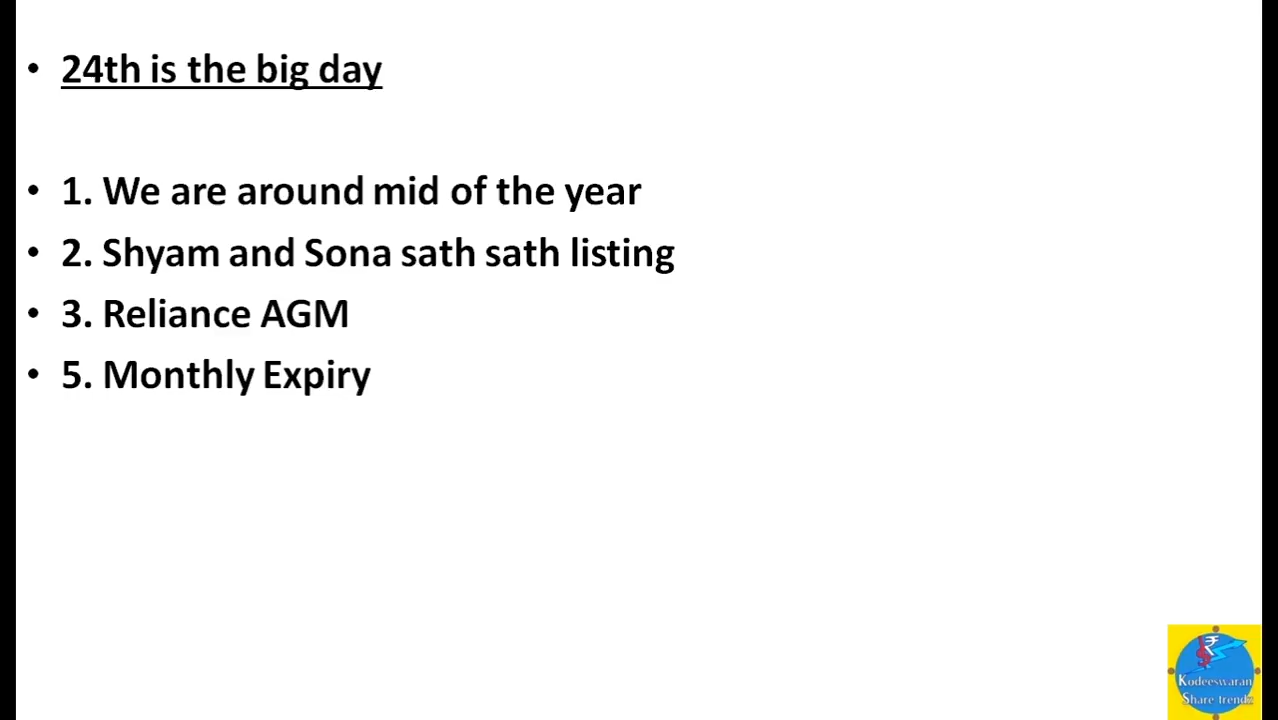 • 24th is the big day
• 1. We are around mid of the year
• 2. Shyam and Sona sath sath listing
• 3. Reliance AGM
• 5. Monthly Expiry
Kodeeswaran
Share trendz